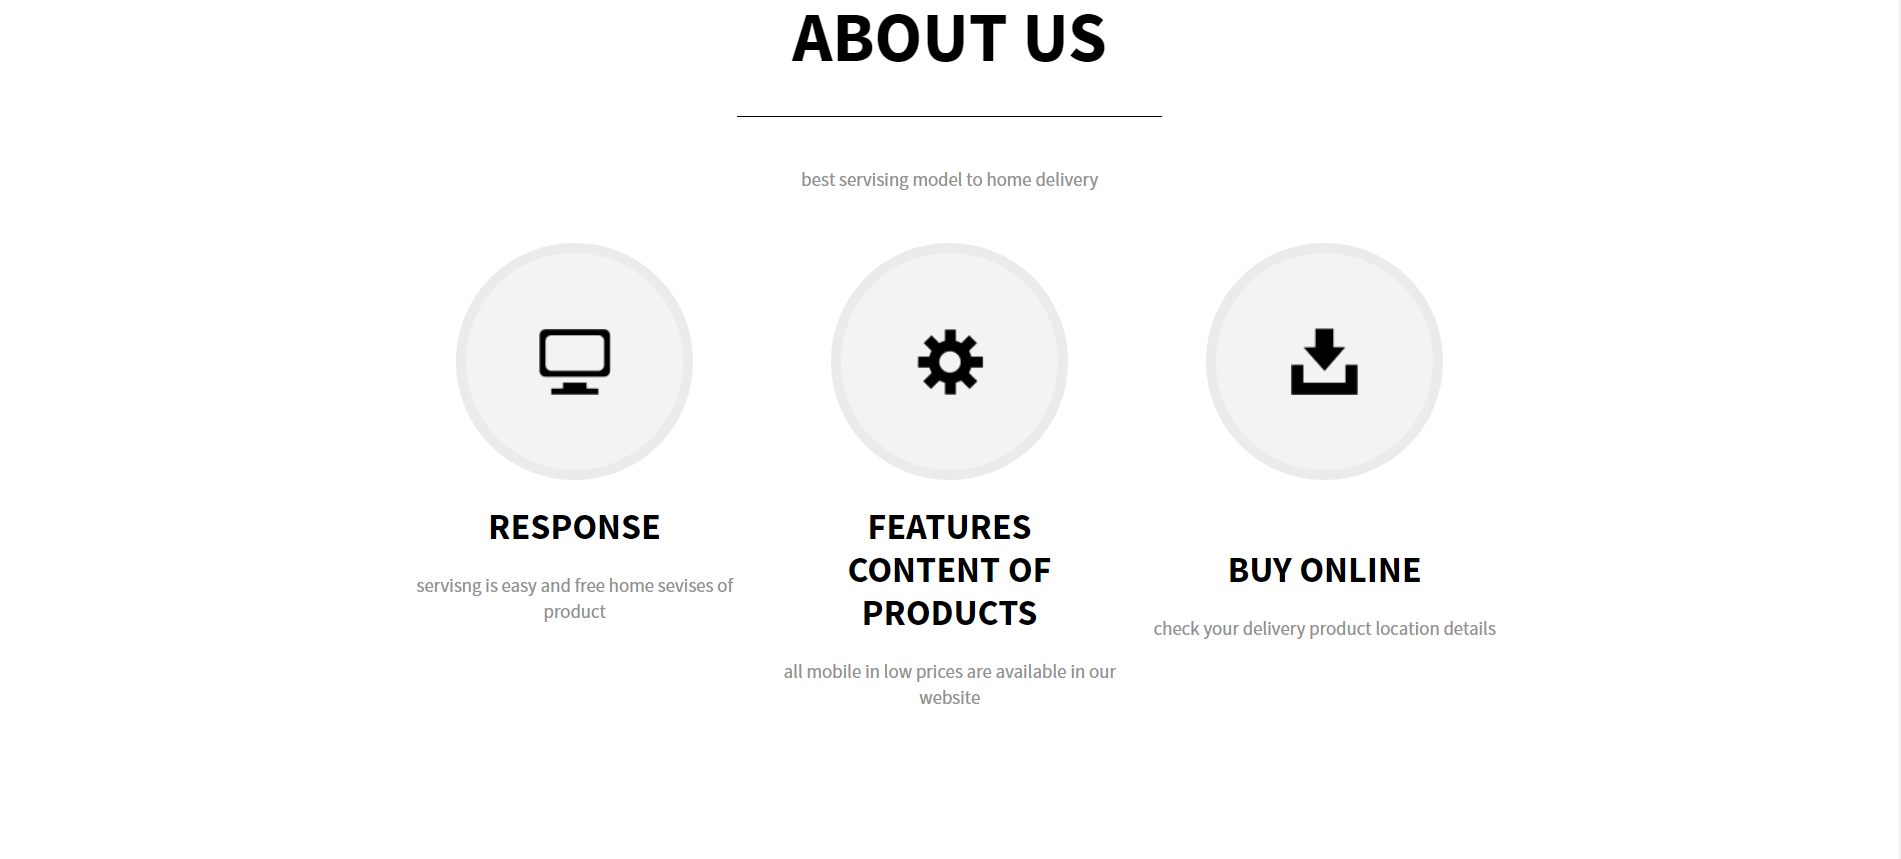 ABOUT US
best servising model to home delivery
RESPONSE
servisng is easy and free home sevises of
product
FEATURES
CONTENT OF
PRODUCTS
all mobile in low prices are available in our
website
BUY ONLINE
check your delivery product location details